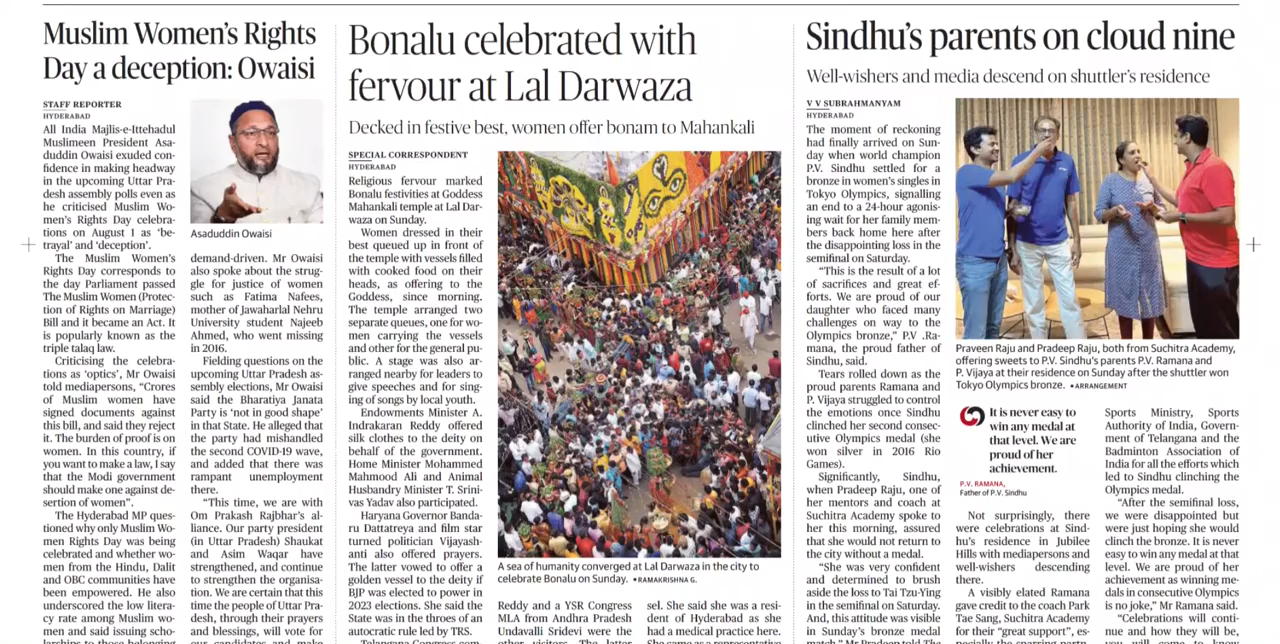 Muslim Women's Rights
Day a deception: Owaisi
STAFF REPORTER
HYDERABAD
All India Majlis-e-Ittehadul
Muslimeen President Asa-
duddin Owaisi exuded con-
fidence in making headway
in the upcoming Uttar Pra-
desh assembly polls even as
he criticised Muslim Wo-
men's Rights Day celebra-
tions on August 1 as 'be-
trayal' and 'deception'.
The Muslim Women's
Rights Day corresponds to
the day Parliament passed
The Muslim Women (Protec-
tion of Rights on Marriage)
Bill and it became an Act. It
is popularly known as the
triple talaq law.
Criticising the celebra-
tions as 'optics', Mr Owaisi
told mediapersons, "Crores
of Muslim women have
signed documents against
this bill, and said they reject
it. The burden of proof is on
women. In this country, if
you want to make a law, I say
that the Modi government
should make one against de-
sertion of women".
The Hyderabad MP ques-
tioned why only Muslim Wo-
men Rights Day was being
celebrated and whether wo-
men from the Hindu, Dalit
and OBC communities have
been empowered. He also
underscored the low litera-
cy rate among Muslim wo-
men and said issuing scho-
larships to those belonging
Asaduddin Owaisi
demand-driven. Mr Owaisi
also spoke about the strug-
gle for justice of women
such as Fatima Nafees,
mother of Jawaharlal Nehru
University student Najeeb
Ahmed, who went missing
in 2016.
Fielding questions on the
upcoming Uttar Pradesh as-
sembly elections, Mr Owaisi
said the Bharatiya Janata
Party is 'not in good shape'
in that State. He alleged that
the party had mishandled
the second COVID-19 wave,
and added that there was
rampant unemployment
there.
"This time, we are with
Om Prakash Rajbhar's al-
liance. Our party president
(in Uttar Pradesh) Shaukat
and Asim Waqar have
strengthened, and continue
to strengthen the organisa-
tion. We are certain that this
time the people of Uttar Pra-
desh, through their prayers
and blessings, will vote for
our candidates and make
Bonalu celebrated with
fervour at Lal Darwaza
Decked in festive best, women offer bonam to Mahankali
SPECIAL CORRESPONDENT
HYDERABAD
Religious fervour marked
Bonalu festivities at Goddess
Mahankali temple at Lal Dar-
waza on Sunday.
Women dressed in their
best queued up in front of
the temple with vessels filled
with cooked food on their
heads, as offering to the
Goddess, since morning.
The temple arranged two
separate queues, one for wo-
men carrying the vessels
and other for the general pu-
blic. A stage was also ar-
ranged nearby for leaders to
give speeches and for sing-
ing of songs by local youth.
Endowments Minister A.
Indrakaran Reddy offered
silk clothes to the deity on
behalf of the government.
Home Minister Mohammed
Mahmood Ali and Animal
Husbandry Minister T. Srini-
vas Yadav also participated.
Haryana Governor Banda-
ru Dattatreya and film star
turned politician Vijayash-
anti also offered prayers.
The latter vowed to offer a
golden vessel to the deity if
BJP was elected to power in
2023 elections. She said the
State was in the throes of an
autocratic rule led by TRS.
Telangana Congress com-
A sea of humanity converged at Lal Darwaza in the city to
celebrate Bonalu on Sunday. •RAMAKRISHNA G.
Reddy and a YSR Congress
MLA from Andhra Pradesh
Undavalli Sridevi were the
other visitors. The latter
sel. She said she was a resi-
dent of Hyderabad as she
had a medical practice here.
She came as a representative
Sindhu's parents on cloud nine
Well-wishers and media descend on shuttler's residence
V V SUBRAHMANYAM
HYDERABAD
The moment of reckoning
had finally arrived on Sun-
day when world champion
P.V. Sindhu settled for a
bronze in women's singles in
Tokyo Olympics, signalling
an end to a 24-hour agonis-
ing wait for her family mem-
bers back home here after
the disappointing loss in the
semifinal on Saturday.
"This is the result of a lot
of sacrifices and great ef-
forts. We are proud of our
daughter who faced many
challenges on way to the
Olympics bronze," P.V .Ra-
mana, the proud father of
Sindhu, said.
Tears rolled down as the
proud parents Ramana and
P. Vijaya struggled to control
the emotions once Sindhu
clinched her second consec-
utive Olympics medal (she
won silver in 2016 Rio
Games).
Significantly, Sindhu,
when Pradeep Raju, one of
her mentors and coach at
Suchitra Academy spoke to
her this morning, assured
that she would not return to
the city without a medal.
"She was very confident
and determined to brush
aside the loss to Tai Tzu-Ying
in the semifinal on Saturday.
And, this attitude was visible
in Sunday's bronze medal
match," Mr Pradeep told The
Praveen Raju and Pradeep Raju, both from Suchitra Academy,
offering sweets to P.V. Sindhu's parents P.V. Ramana and
P. Vijaya at their residence on Sunday after the shuttler won
Tokyo Olympics bronze. •ARRANGEMENT
It is never easy to
win any medal at
that level. We are
proud of her
achievement.
P.V. RAMANA,
Father of P.V. Sindhu
Not surprisingly, there
were celebrations at Sind-
hu's residence in Jubilee
Hills with mediapersons and
well-wishers descending
there.
A visibly elated Ramana
gave credit to the coach Park
Tae Sang, Suchitra Academy
for their "great support", es-
pecially the sparring partn-
Sports Ministry, Sports
Authority of India, Govern-
ment of Telangana and the
Badminton Association of
India for all the efforts which
led to Sindhu clinching the
Olympics medal.
"After the semifinal loss,
we were disappointed but
were just hoping she would
clinch the bronze. It is never
easy to win any medal at that
level. We are proud of her
achievement as winning me-
dals in consecutive Olympics
is no joke," Mr Ramana said.
"Celebrations will conti-
nue and how they will be,
you will come to know